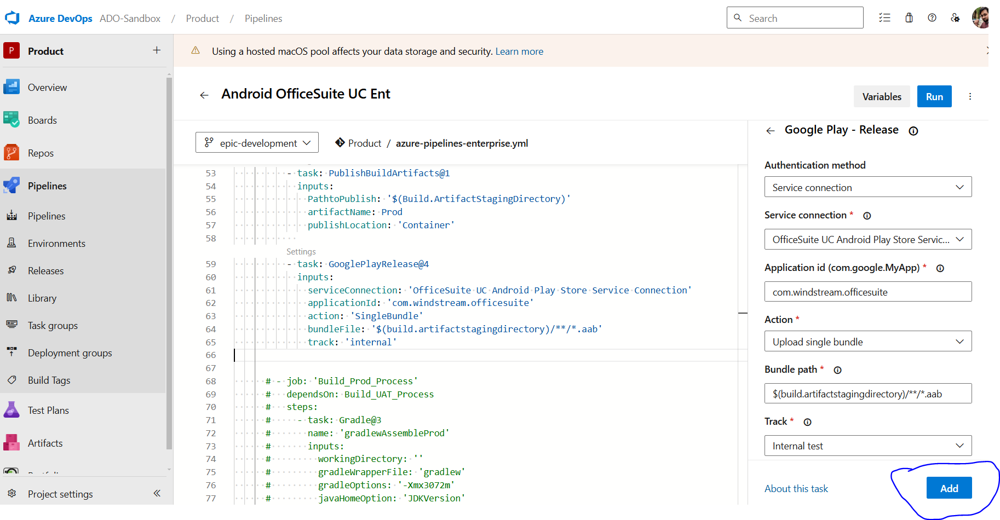 Azure DevOps ADO-Sandbox / Product / Pipelines
Search
P Product +
Using a hosted macOS pool affects your data storage and security. Learn more
Overview
Boards
Repos
Pipelines
Pipelines
Environments
Releases
Library
Task groups
Deployment groups
Build Tags
Test Plans
Artifacts
Project settings
Android OfficeSuite UC Ent
Variables
Run
epic-development
Product / azure-pipelines-enterprise.yml
53 - task: PublishBuildArtifacts@1
54 inputs:
55 PathtoPublish: '$(Build.ArtifactStagingDirectory)'
56 artifactName: Prod
57 publishLocation: 'Container'
58
Settings
59 - task: GooglePlayRelease@4
60 inputs:
61 serviceConnection: 'OfficeSuite UC Android Play Store Service Connection'
62 applicationId: 'com.windstream.officesuite'
63 action: 'SingleBundle'
64 bundleFile: '$(build.artifactstagingdirectory)/**/*.aab'
65 track: 'internal'
66
67
68 # - job: 'Build_Prod_Process'
69 # dependsOn: Build_UAT_Process
70 # steps:
71 # - task: Gradle@3
72 # name: 'gradlewAssembleProd'
73 # inputs:
74 # workingDirectory: ''
75 # gradleWrapperFile: 'gradlew'
76 # gradleOptions: '-Xmx3072m'
77 # javaHomeOption: 'JDKVersion'
Google Play - Release
Authentication method
Service connection
Service connection *
OfficeSuite UC Android Play Store Servic...
Application id (com.google.MyApp) *
com.windstream.officesuite
Action *
Upload single bundle
Bundle path *
$(build.artifactstagingdirectory)/**/*.aab
Track *
Internal test
About this task
Add